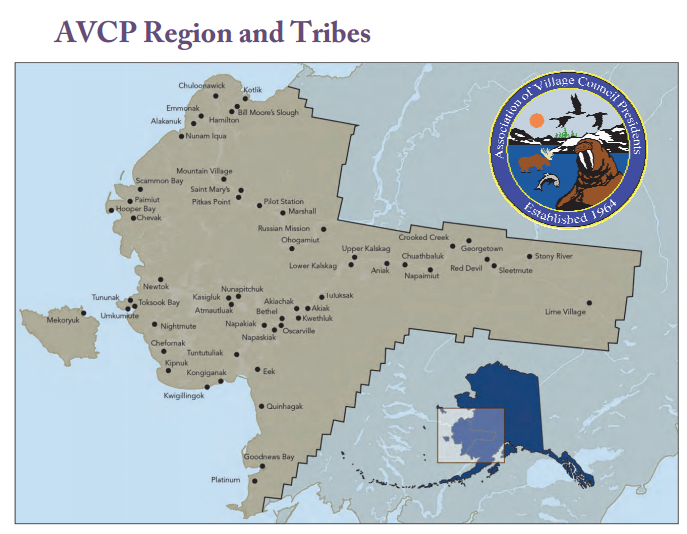 AVCP Region and Tribes
Association of Village Council Presidents
Established 1964
Chuloonawick
Kotlik
Emmonak
Bill Moore's Slough
Hamilton
Alakanuk
Nunam Iqua
Mountain Village
Scammon Bay
Saint Mary's
Paimiut
Pitkas Point
Pilot Station
Hooper Bay
Marshall
Chevak
Russian Mission
Ohogamiut
Crooked Creek
Upper Kalskag
Georgetown
Chuathbaluk
Stony River
Lower Kalskag
Aniak
Red Devil
Sleetmute
Napaimiut
Newtok
Nunapitchuk
Tununak
Kasigluk
Tuluksak
Toksook Bay
Akiachak
Atmautluak
Akiak
Lime Village
Umkumiute
Bethel
Mekoryuk
Kwethluk
Nightmute
Napakiak
Oscarville
Napaskiak
Chefornak
Tuntutuliak
Kipnuk
Kongiganak
Eek
Kwigillingok
Quinhagak
Goodnews Bay
Platinum